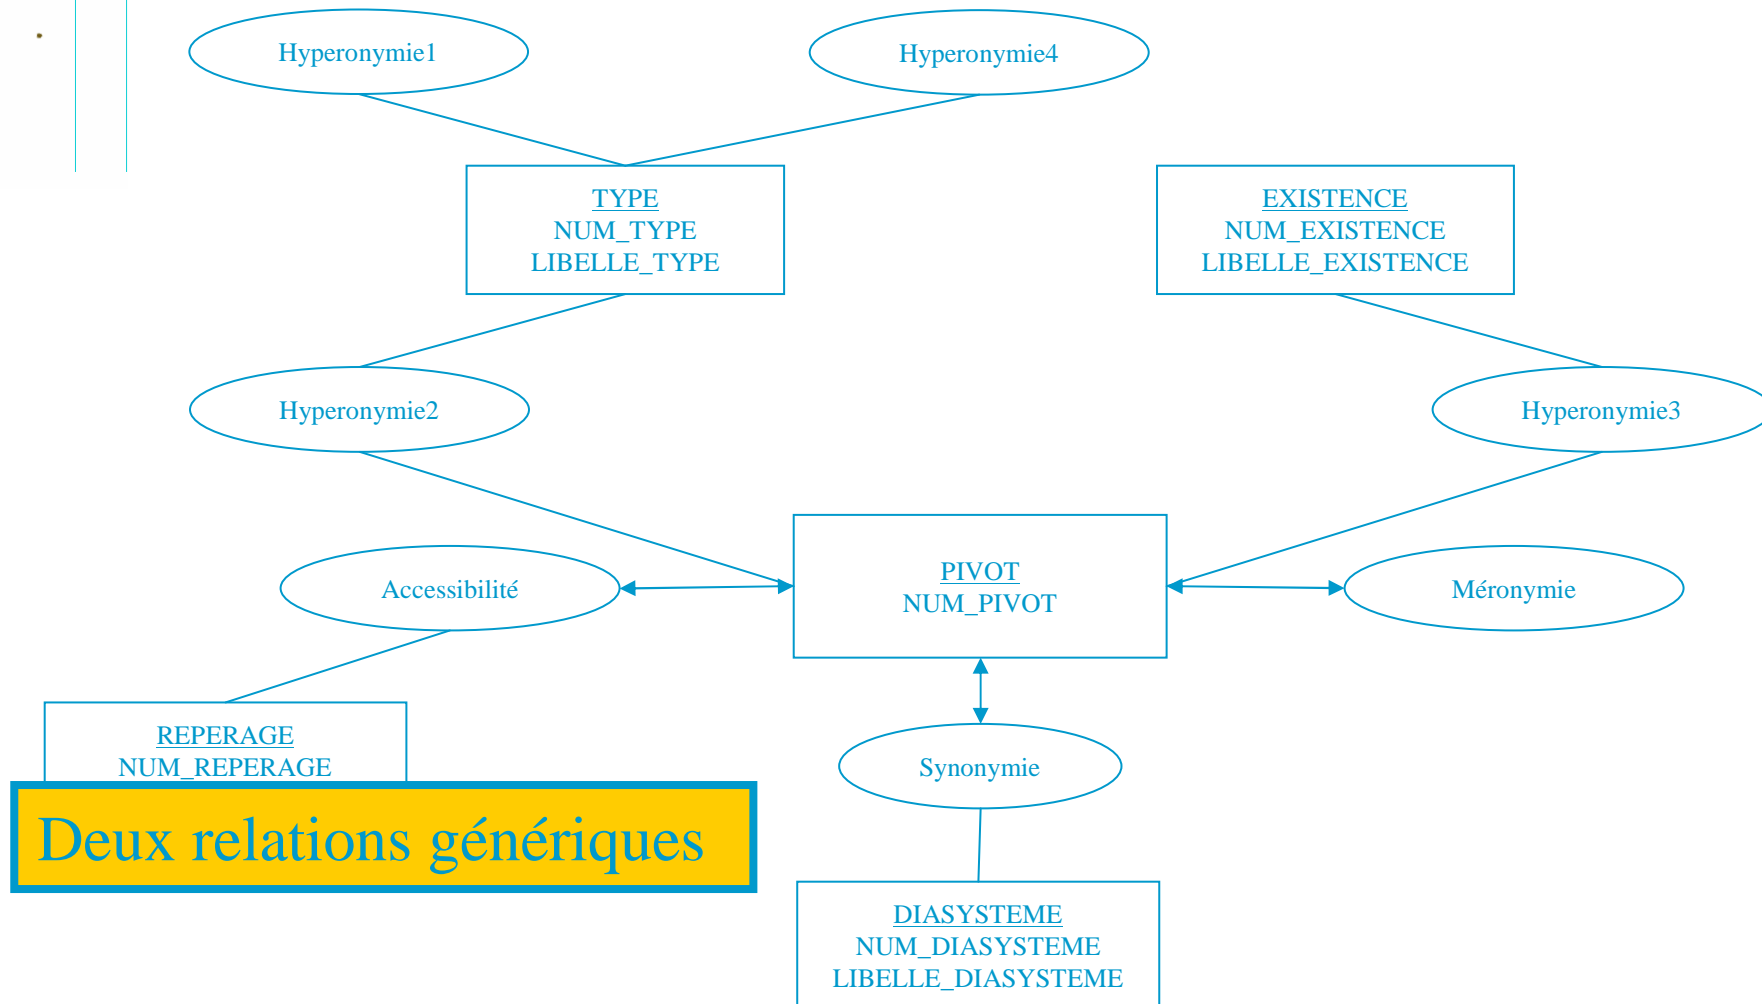 Hyperonymie1
Hyperonymie4
TYPE
NUM_TYPE
LIBELLE_TYPE
EXISTENCE
NUM_EXISTENCE
LIBELLE_EXISTENCE
Hyperonymie2
Hyperonymie3
PIVOT
NUM_PIVOT
Accessibilité
Méronymie
REPERAGE
NUM_REPERAGE
Synonymie
Deux relations génériques
DIASYSTEME
NUM_DIASYSTEME
LIBELLE_DIASYSTEME